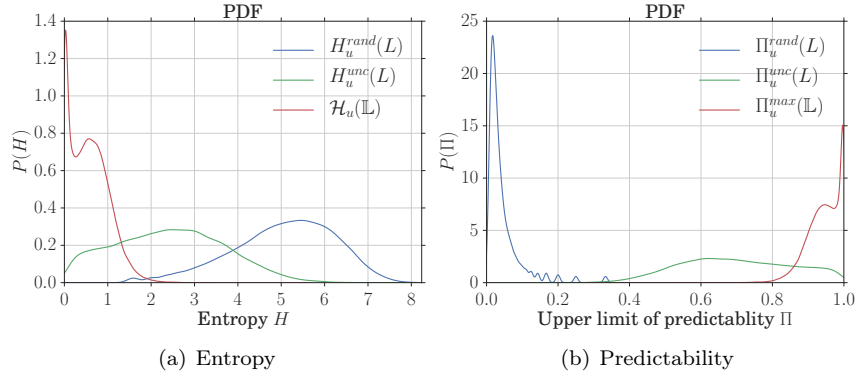 PDF
1.4
1.2
1.0
0.8
0.6
0.4
0.2
0.0
P(H)
H_u^{rand}(L)
H_u^{unc}(L)
ℋ_u(𝕃)
0 1 2 3 4 5 6 7 8
Entropy H
(a) Entropy
PDF
25
20
15
10
5
0
P(Π)
Π_u^{rand}(L)
Π_u^{unc}(L)
Π_u^{max}(𝕃)
0.0 0.2 0.4 0.6 0.8 1.0
Upper limit of predictablity Π
(b) Predictability